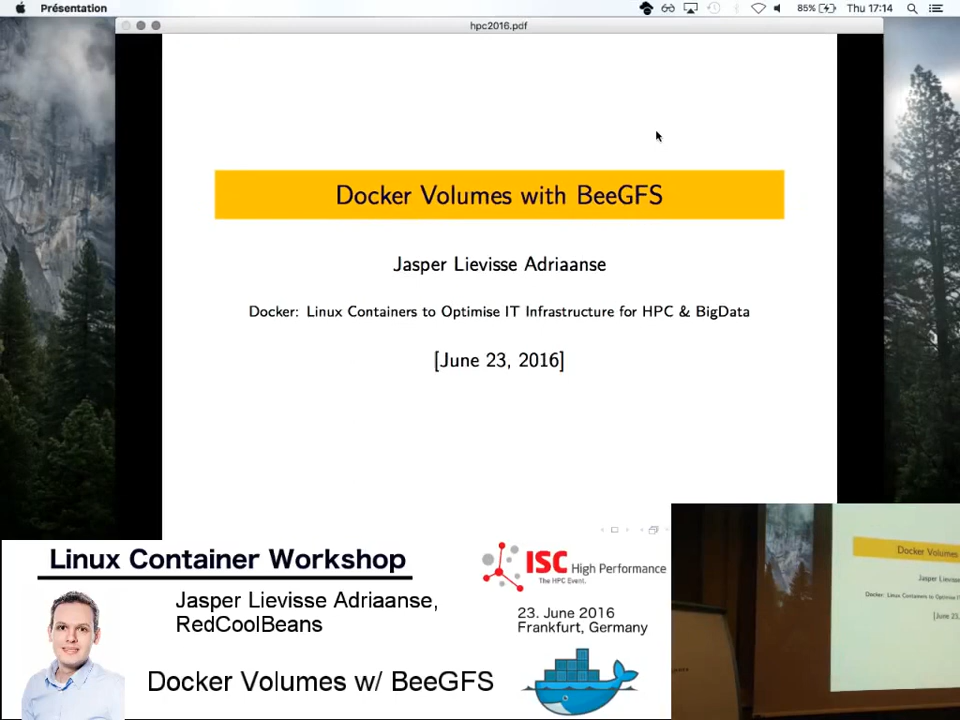 Présentation
85%
Thu 17:14
hpc2016.pdf
Docker Volumes with BeeGFS
Jasper Lievisse Adriaanse
Docker: Linux Containers to Optimise IT Infrastructure for HPC & BigData
[June 23, 2016]
Linux Container Workshop
Jasper Lievisse Adriaanse,
RedCoolBeans
Docker Volumes w/ BeeGFS
ISC High Performance
The HPC Event.
23. June 2016
Frankfurt, Germany
Docker Volumes
Jasper Lieviss
Docker: Linux Containers to Optimise IT
[June 23,